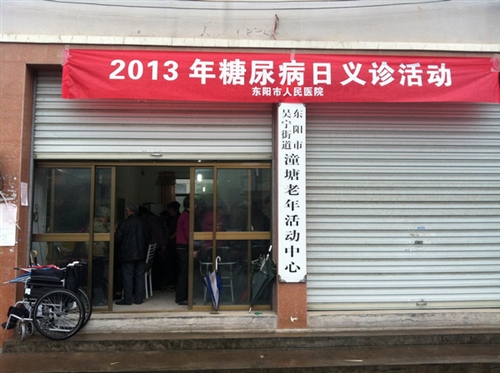 2013年糖尿病日义诊活动
东阳市人民医院
东阳市
吴宁街道
潼塘老年活动中心